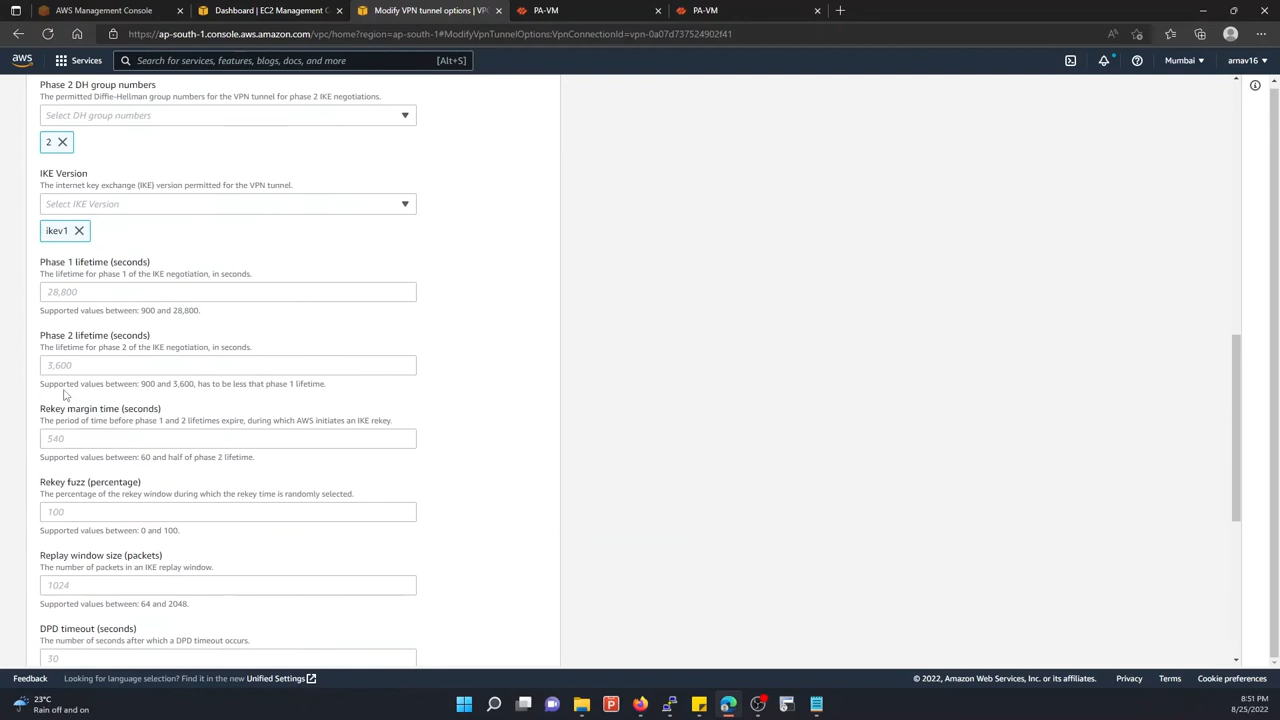 AWS Management Console
Dashboard | EC2 Management C
Modify VPN tunnel options | VPC
PA-VM
PA-VM
https://ap-south-1.console.aws.amazon.com/vpc/home?region=ap-south-1#ModifyVpnTunnelOptions:VpnConnectionId=vpn-0a07d737524902f41
aws
Services
Search for services, features, blogs, docs, and more
[Alt+S]
Mumbai
arnav16
Phase 2 DH group numbers
The permitted Diffie-Hellman group numbers for the VPN tunnel for phase 2 IKE negotiations.
Select DH group numbers
2
IKE Version
The internet key exchange (IKE) version permitted for the VPN tunnel.
Select IKE Version
ikev1
Phase 1 lifetime (seconds)
The lifetime for phase 1 of the IKE negotiation, in seconds.
28,800
Supported values between: 900 and 28,800.
Phase 2 lifetime (seconds)
The lifetime for phase 2 of the IKE negotiation, in seconds.
3,600
Supported values between: 900 and 3,600, has to be less that phase 1 lifetime.
Rekey margin time (seconds)
The period of time before phase 1 and 2 lifetimes expire, during which AWS initiates an IKE rekey.
540
Supported values between: 60 and half of phase 2 lifetime.
Rekey fuzz (percentage)
The percentage of the rekey window during which the rekey time is randomly selected.
100
Supported values between: 0 and 100.
Replay window size (packets)
The number of packets in an IKE replay window.
1024
Supported values between: 64 and 2048.
DPD timeout (seconds)
The number of seconds after which a DPD timeout occurs.
30
Feedback
Looking for language selection? Find it in the new Unified Settings
© 2022, Amazon Web Services, Inc. or its affiliates.
Privacy
Terms
Cookie preferences
23°C
Rain off and on
8:51 PM
8/25/2022